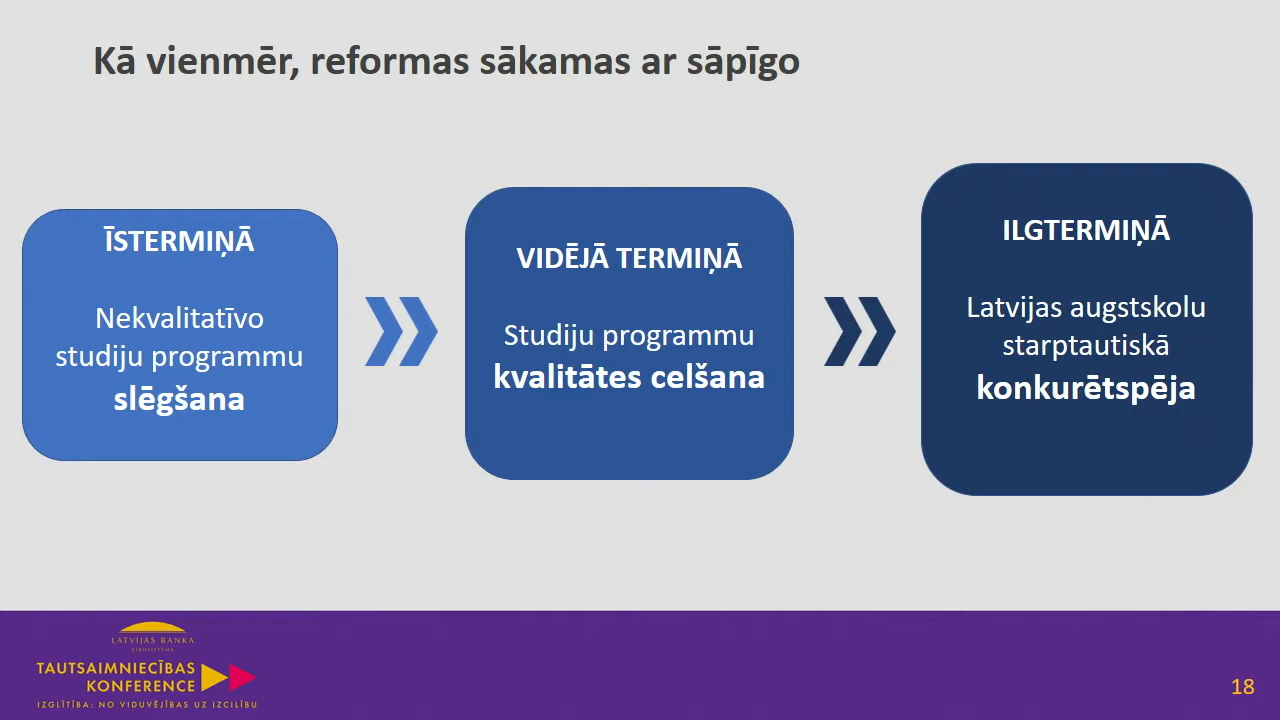 Kā vienmēr, reformas sākamas ar sāpīgo
ĪSTERMIŅĀ
Nekvalitatīvo
studiju programmu
slēgšana
VIDĒJĀ TERMIŅĀ
Studiju programmu
kvalitātes celšana
ILGTERMIŅĀ
Latvijas augstskolu
starptautiskā
konkurētspēja
LATVIJAS BANKA
EIROSISTĒMA
TAUTSAIMNIECĪBAS
KONFERENCE
IZGLĪTĪBA: NO VIDUVĒJĪBAS UZ IZCILĪBU
18